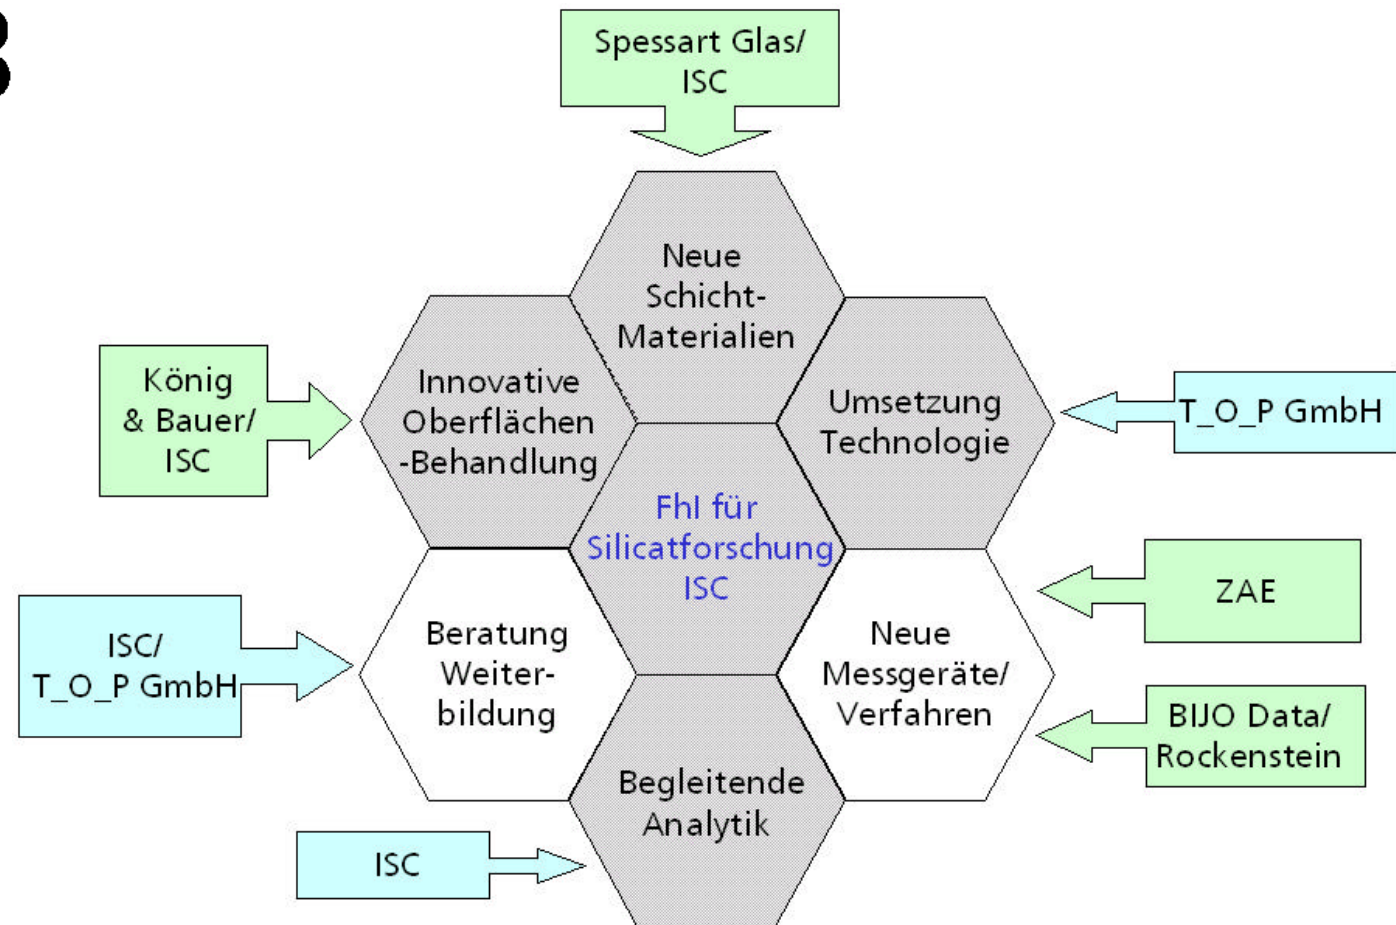 Spessart Glas/
ISC
Neue
Schicht-
Materialien
König
& Bauer/
ISC
Innovative
Oberflächen
-Behandlung
Umsetzung
Technologie
T_O_P GmbH
FhI für
Silicatforschung
ISC
ZAE
ISC/
T_O_P GmbH
Beratung
Weiter-
bildung
Neue
Messgeräte/
Verfahren
BIJO Data/
Rockenstein
Begleitende
Analytik
ISC